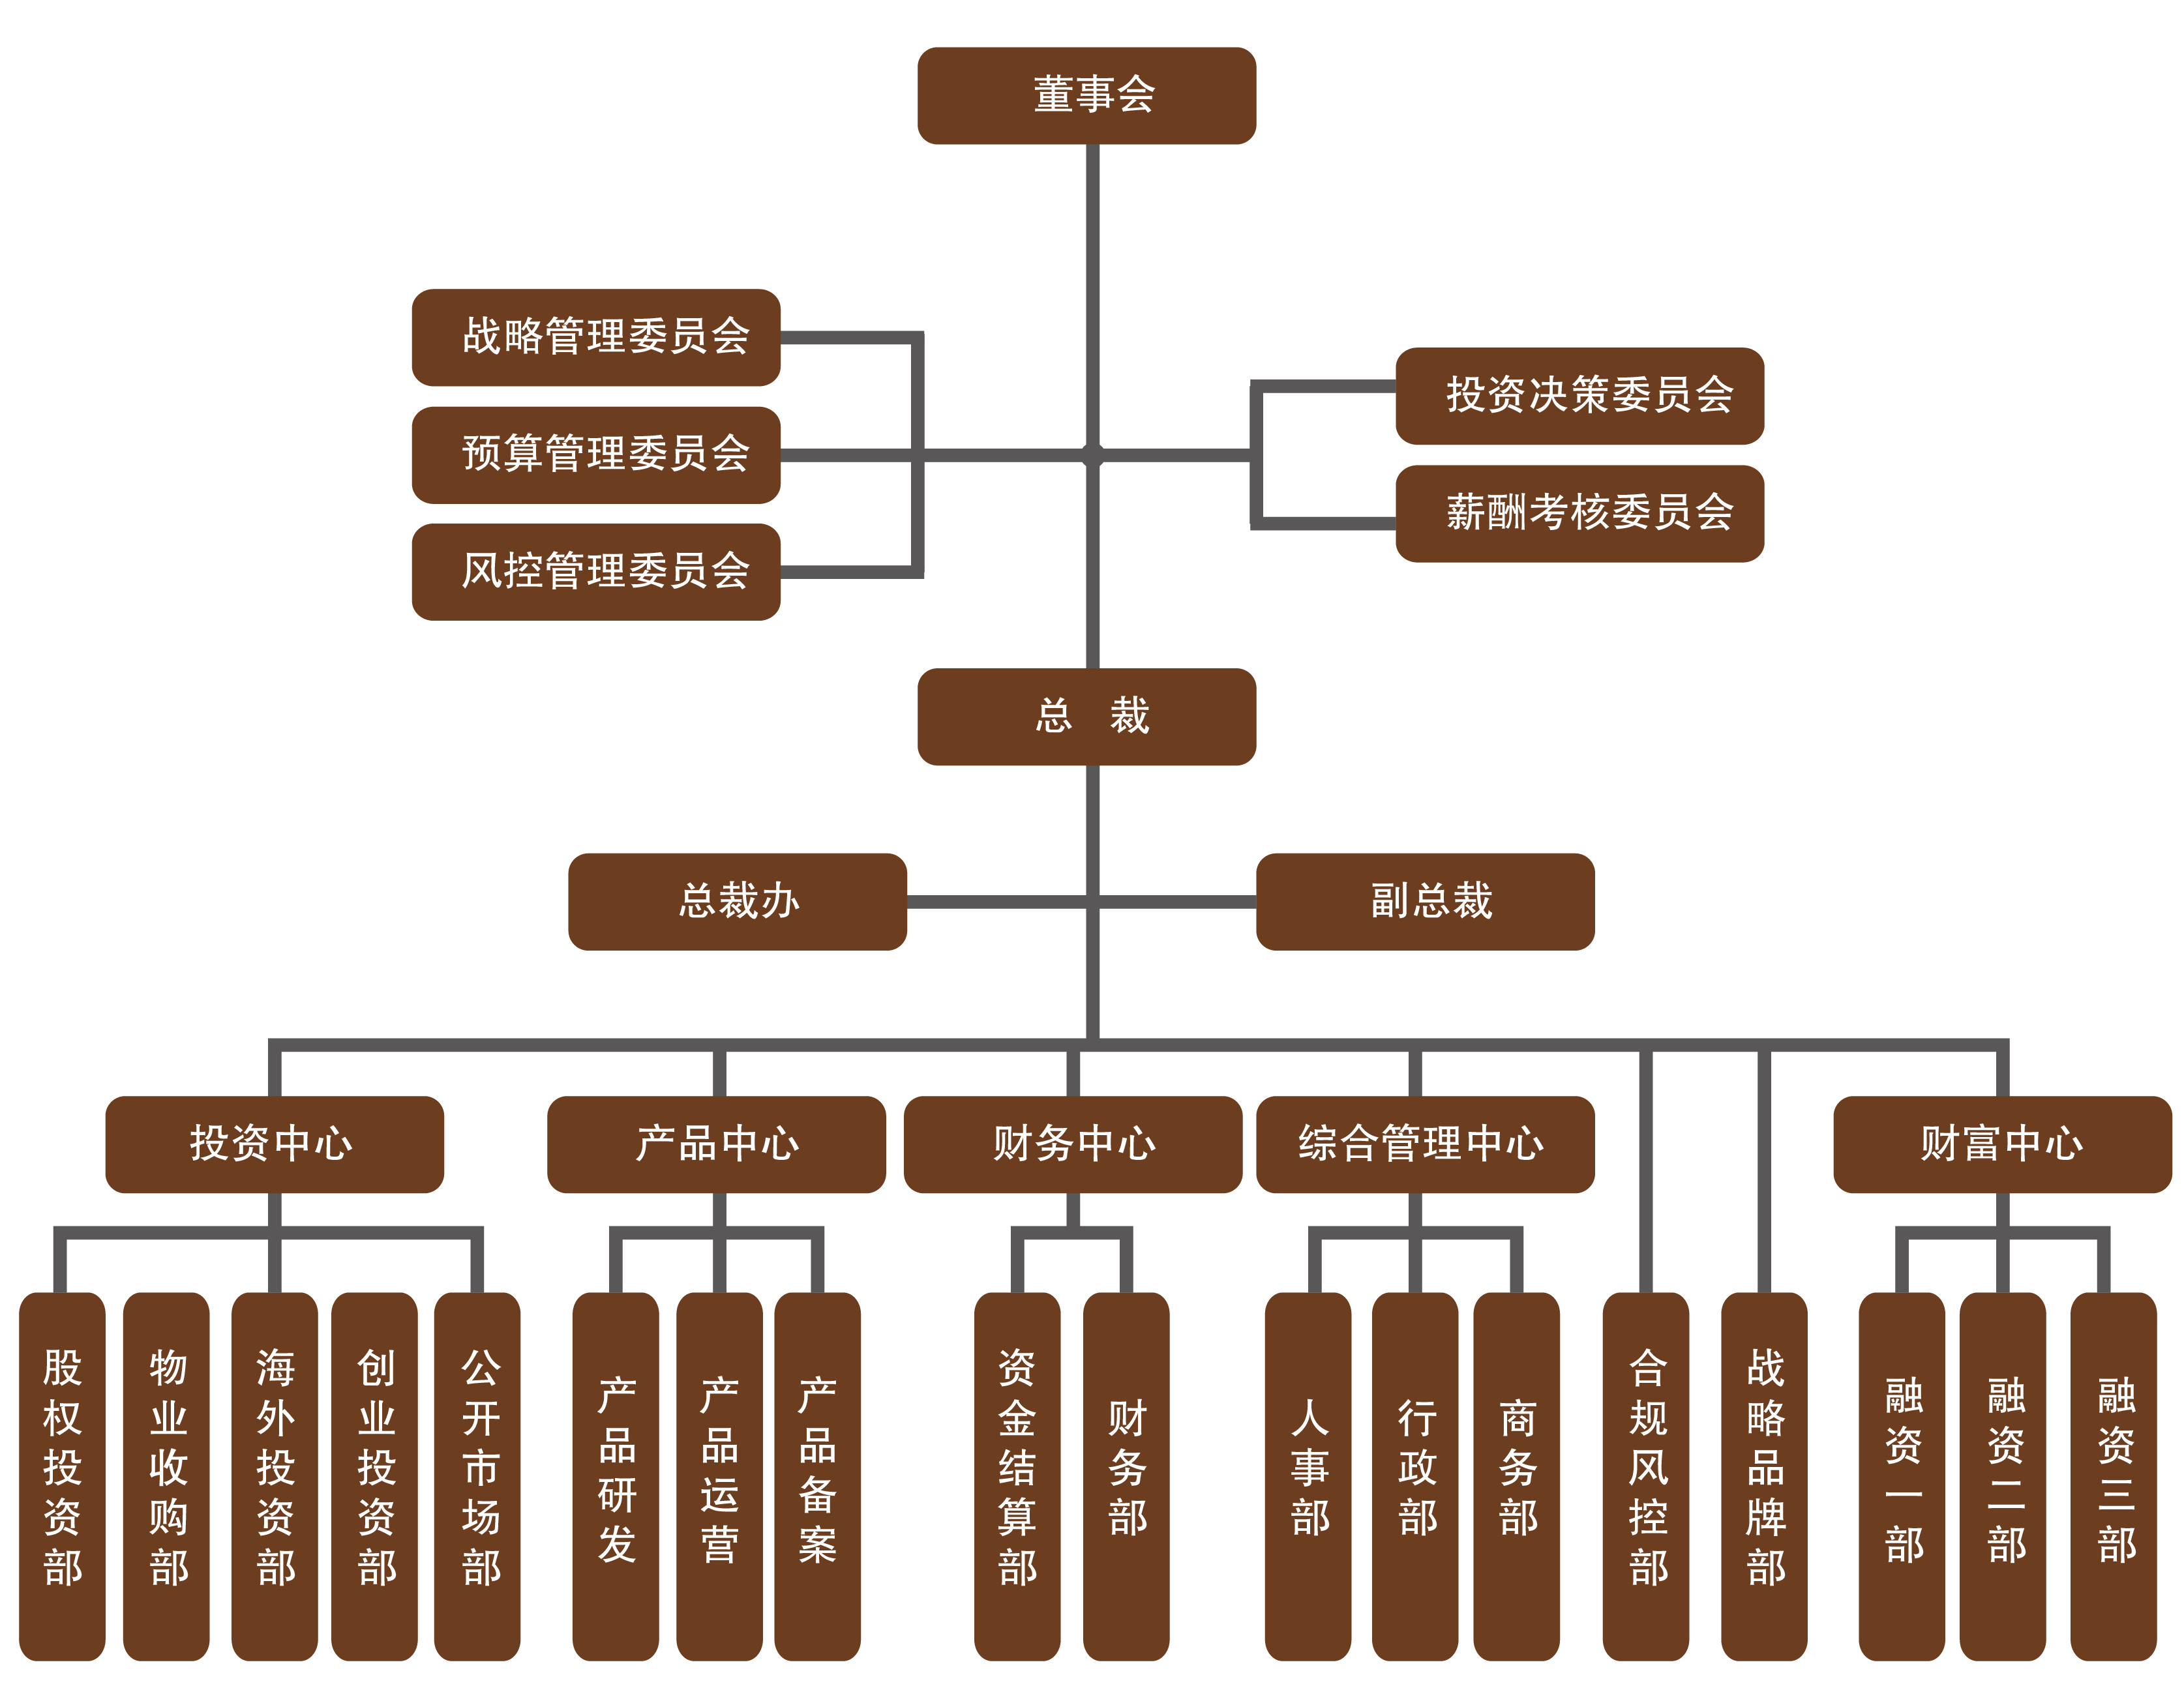 董事会
战略管理委员会
预算管理委员会
风控管理委员会
投资决策委员会
薪酬考核委员会
总 裁
总裁办
副总裁
投资中心
产品中心
财务中心
综合管理中心
财富中心
股权投资部
物业收购部
海外投资部
创业投资部
公开市场部
产品研发
产品运营
产品备案
资金结算部
财务部
人事部
行政部
商务部
合规风控部
战略品牌部
融资一部
融资二部
融资三部